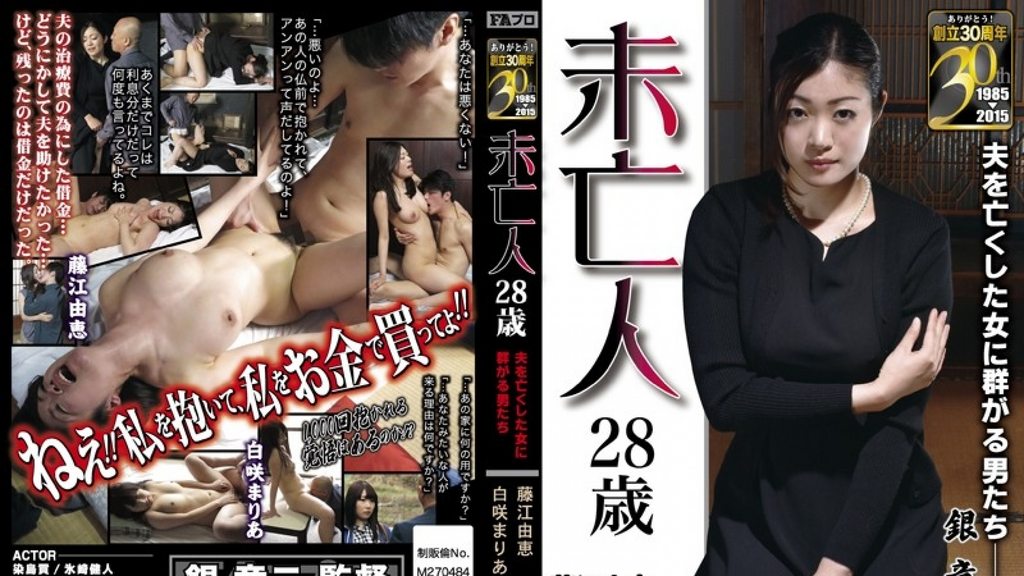 夫の治療費の為にした借金…
どうにかして夫を助けたかった…
けど、残ったのは借金だけだった。
あくまでコレは
利息分だけだって
何度も言ってるよね。
「…悪いのよ…
あの人の仏前で抱かれて、
アンアンって声だしてるのよ…」
「…あなたは悪くない！」
藤江由恵
ねえ!!私を抱いて、私をお金で買ってよ!!
1,000回抱かれる
覚悟はあるのか!?
白咲まりあ
「…あの家に何の用ですか？
…あなたみたいな人が
来る理由は何ですか？」
ACTOR
染島貢／氷崎健人
制販倫No.
M270484
FAプロ
ありがとう！
創立30周年
30th
1985
2015
未亡人
28歳
夫を亡くした女に
群がる男たち
藤江由恵
白咲まりあ
未亡人
28歳
ありがとう！
創立30周年
30th
1985
2015
夫を亡くした女に群がる男たち
銀